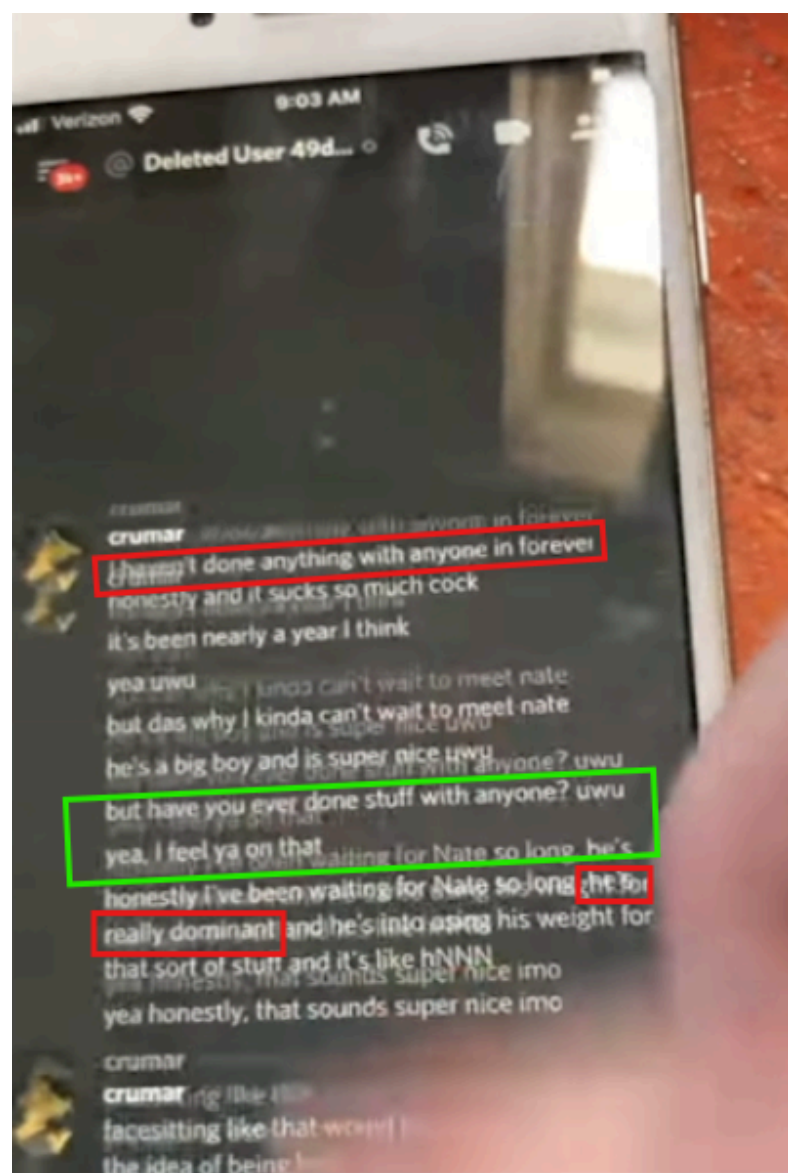 Verizon 9:03 AM
@ Deleted User 49d...
crumar
I haven't done anything with anyone in forever
honestly and it sucks so much cock
it's been nearly a year I think
yea uwu
but das why I kinda can't wait to meet nate
he's a big boy and is super nice uwu
but have you ever done stuff with anyone? uwu
yea, I feel ya on that
honestly I've been waiting for Nate so long, he's
really dominant and he's into using his weight for
that sort of stuff and it's like hNNN
yea honestly, that sounds super nice imo
crumar
facesitting like that
the idea of being